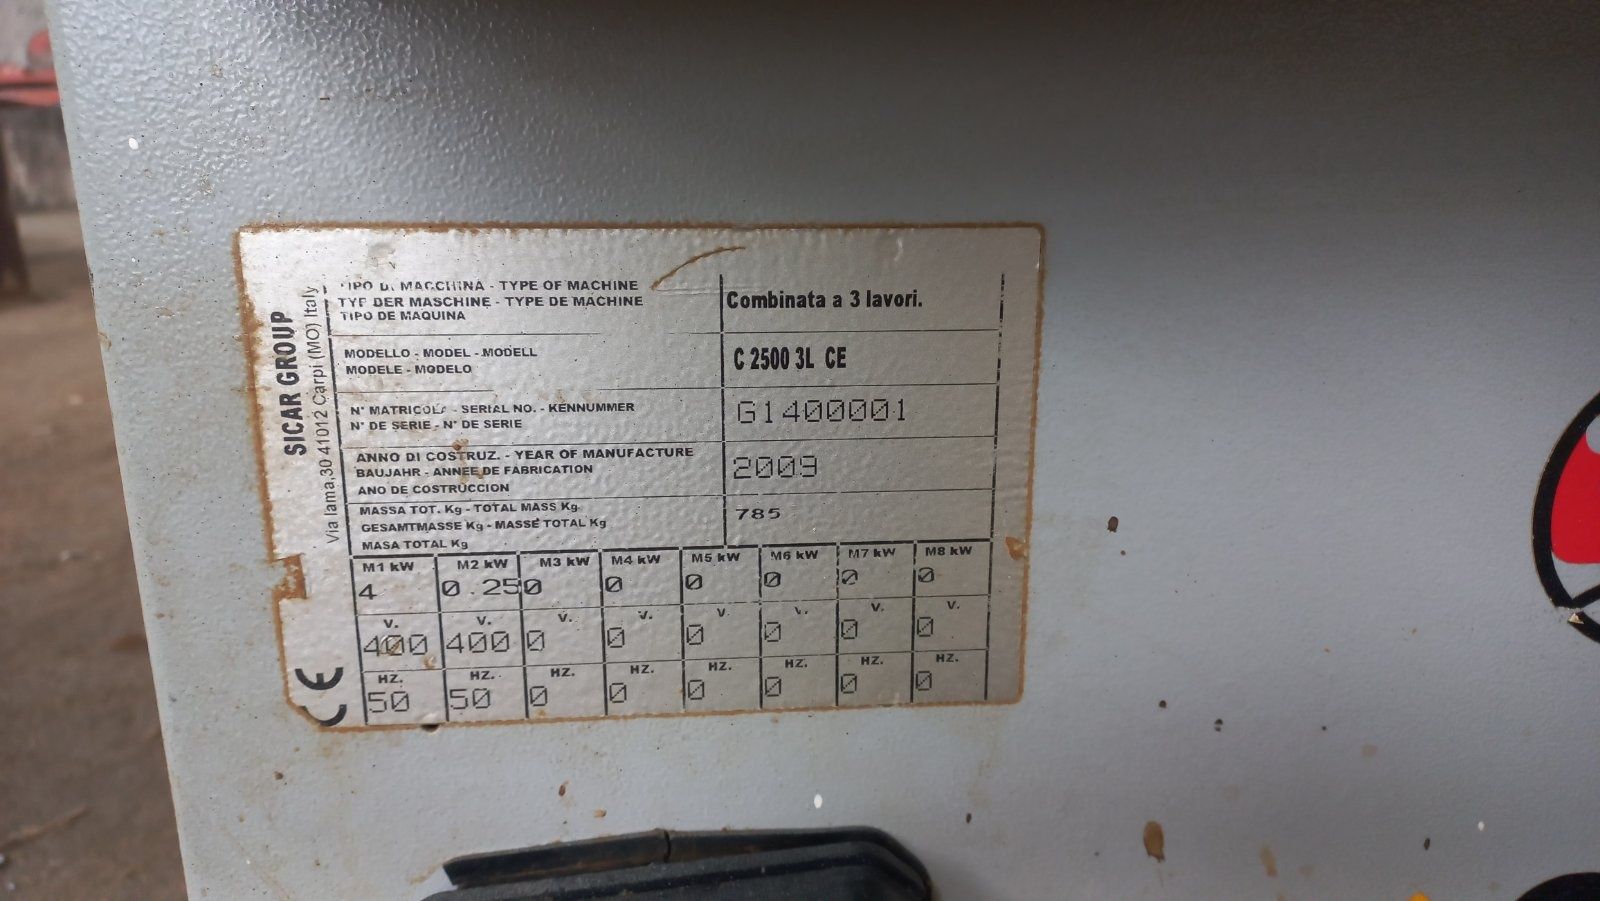 SICAR GROUP
Via lama,30 41012 Carpi (MO) Italy
TIPO DI MACCHINA - TYPE OF MACHINE
TYP DER MASCHINE - TYPE DE MACHINE
TIPO DE MAQUINA
Combinata a 3 lavori.
MODELLO - MODEL - MODELL
MODELE - MODELO
C 2500 3L CE
N° MATRICOLA - SERIAL NO. - KENNUMMER
N° DE SERIE - N° DE SERIE
G1400001
ANNO DI COSTRUZ. - YEAR OF MANUFACTURE
BAUJAHR - ANNEE DE FABRICATION
ANO DE COSTRUCCION
2009
MASSA TOT. Kg - TOTAL MASS Kg
GESAMTMASSE Kg - MASSE TOTAL Kg
MASA TOTAL Kg
785
M1 kW M2 kW M3 kW M4 kW M5 kW M6 kW M7 kW M8 kW
4 0.25 0 0 0 0 0 0
V. V. V. V. V. V. V. V.
400 400 0 0 0 0 0 0
HZ. HZ. HZ. HZ. HZ. HZ. HZ. HZ.
50 50 0 0 0 0 0 0
CE